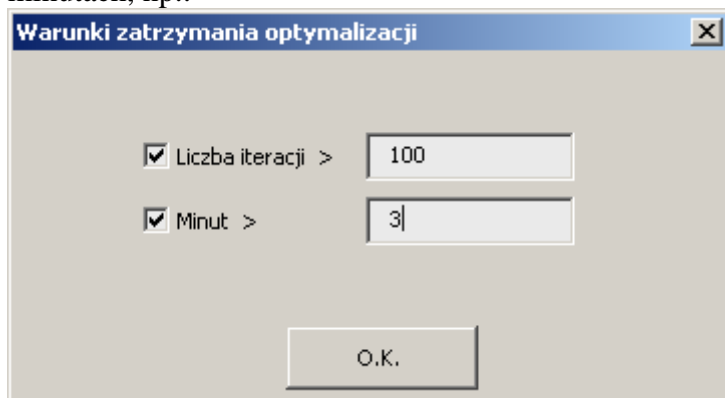 Warunki zatrzymania optymalizacji
Liczba iteracji > 100
Minut > 3
O.K.